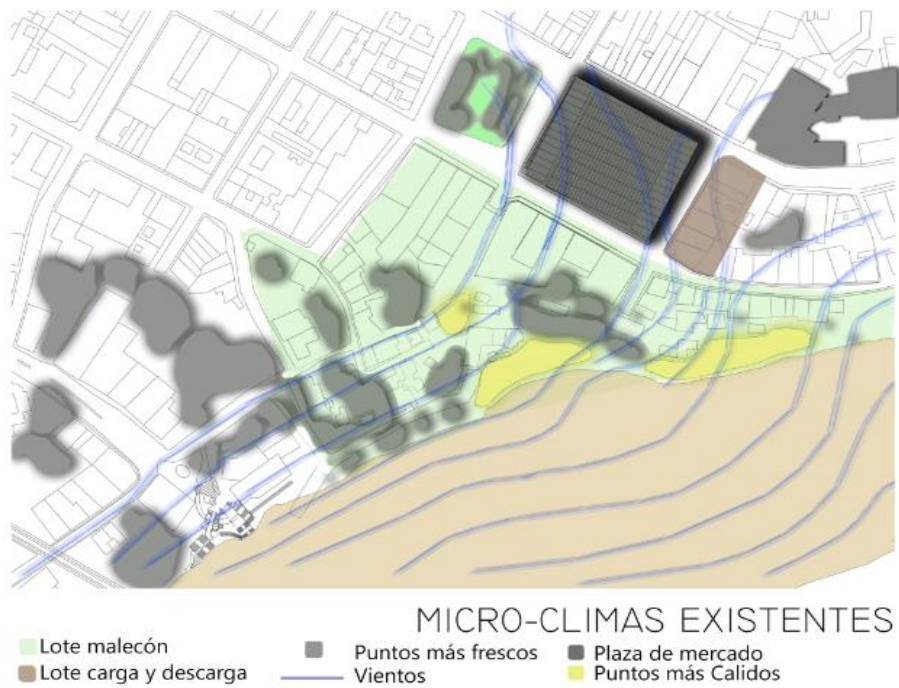 MICRO-CLIMAS EXISTENTES
Lote malecón
Puntos más frescos
Plaza de mercado
Lote carga y descarga
Vientos
Puntos más Calidos